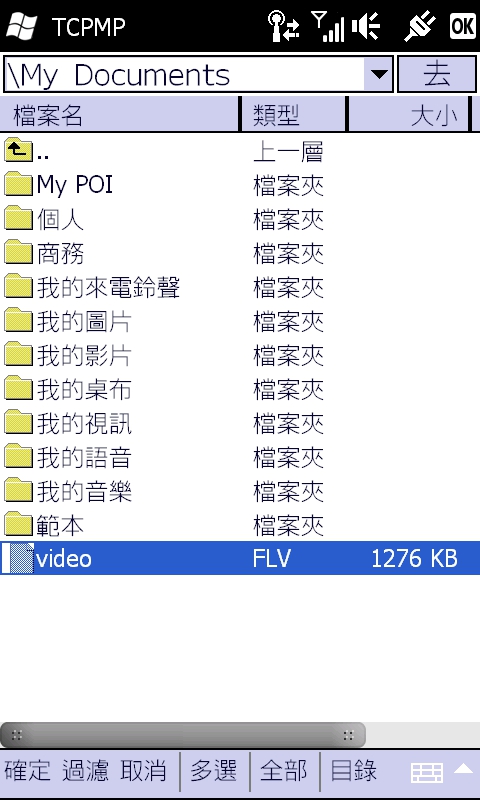 TCPMP OK
\My Documents 去
檔案名 類型 大小
.. 上一層
My POI 檔案夾
個人 檔案夾
商務 檔案夾
我的來電鈴聲 檔案夾
我的圖片 檔案夾
我的影片 檔案夾
我的桌布 檔案夾
我的視訊 檔案夾
我的語音 檔案夾
我的音樂 檔案夾
範本 檔案夾
video FLV 1276 KB
確定 過濾 取消 多選 全部 目錄